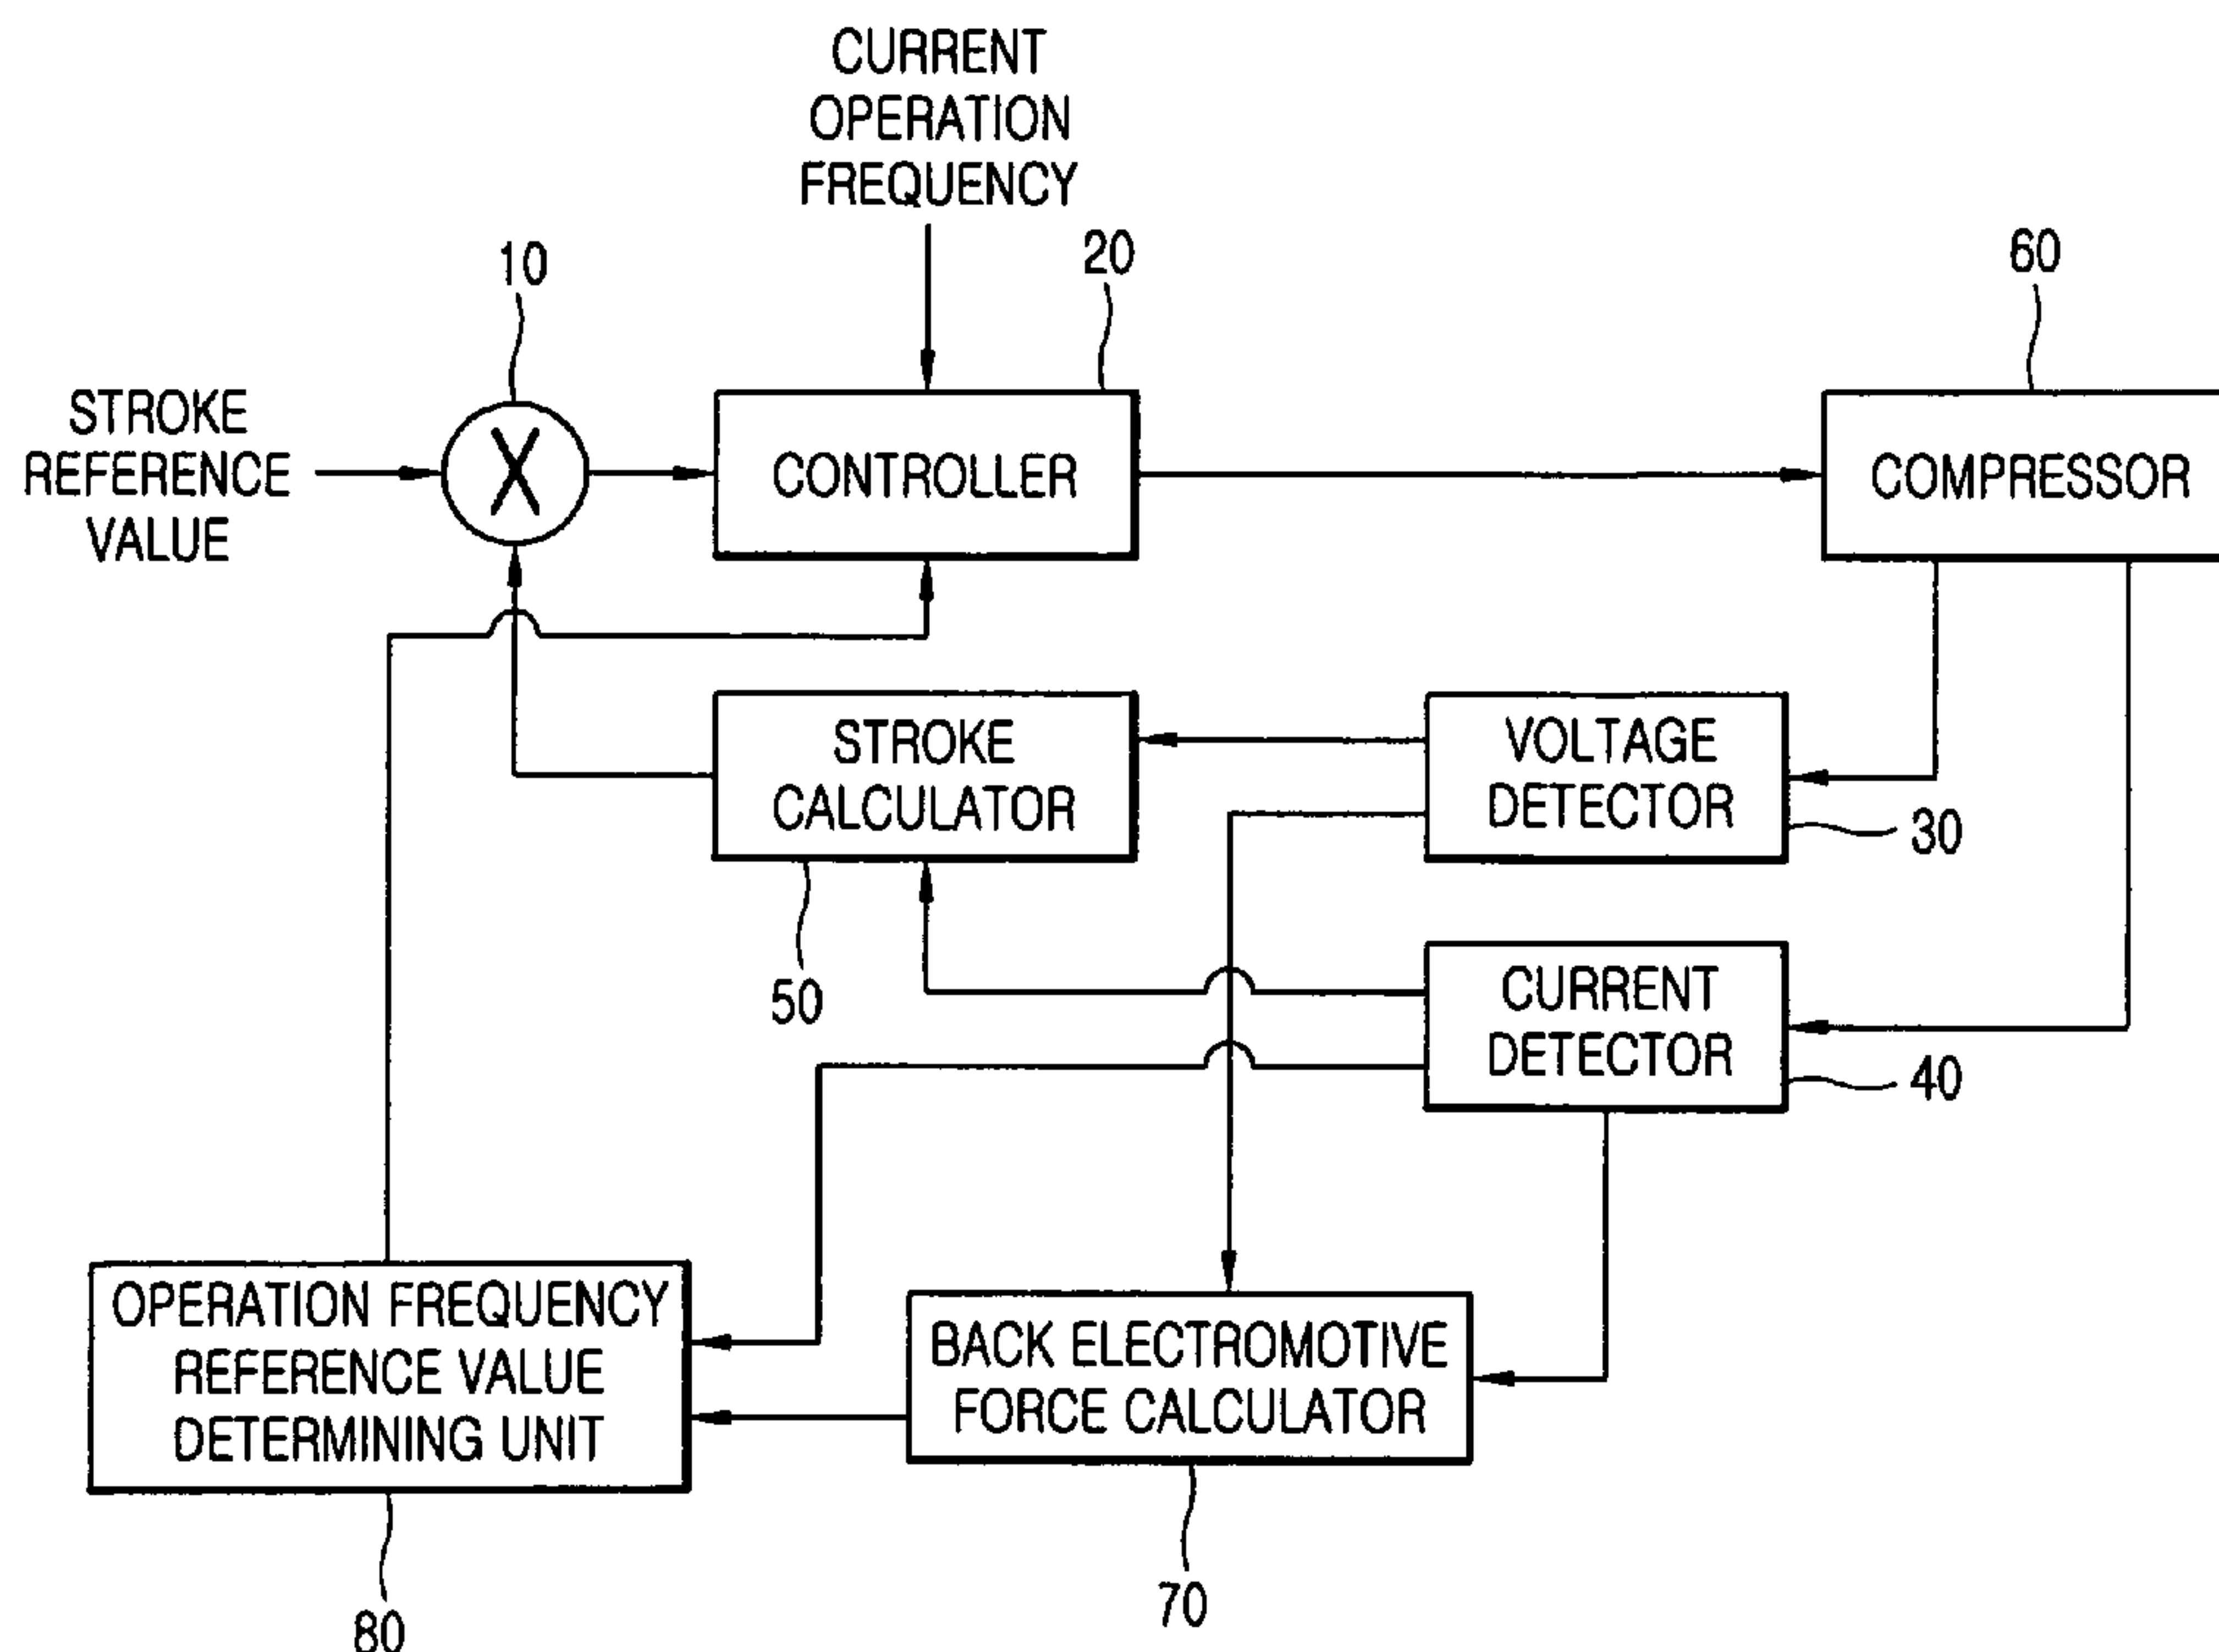 CURRENT
OPERATION
FREQUENCY
10
20
60
STROKE
REFERENCE
VALUE
X
CONTROLLER
COMPRESSOR
STROKE
CALCULATOR
VOLTAGE
DETECTOR
30
50
CURRENT
DETECTOR
40
OPERATION FREQUENCY
REFERENCE VALUE
DETERMINING UNIT
BACK ELECTROMOTIVE
FORCE CALCULATOR
70
80